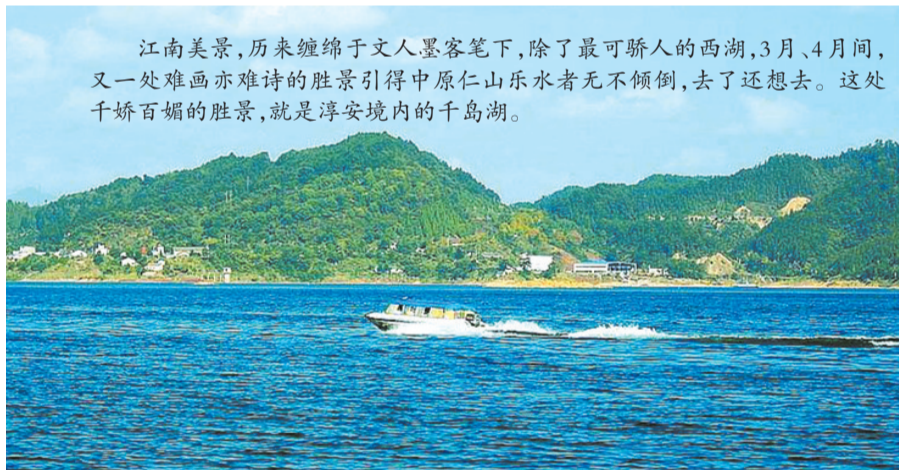 江南美景,历来缠绵于文人墨客笔下,除了最可骄人的西湖,3月、4月间,
又一处难画亦难诗的胜景引得中原仁山乐水者无不倾倒,去了还想去。这处
千娇百媚的胜景,就是淳安境内的千岛湖。